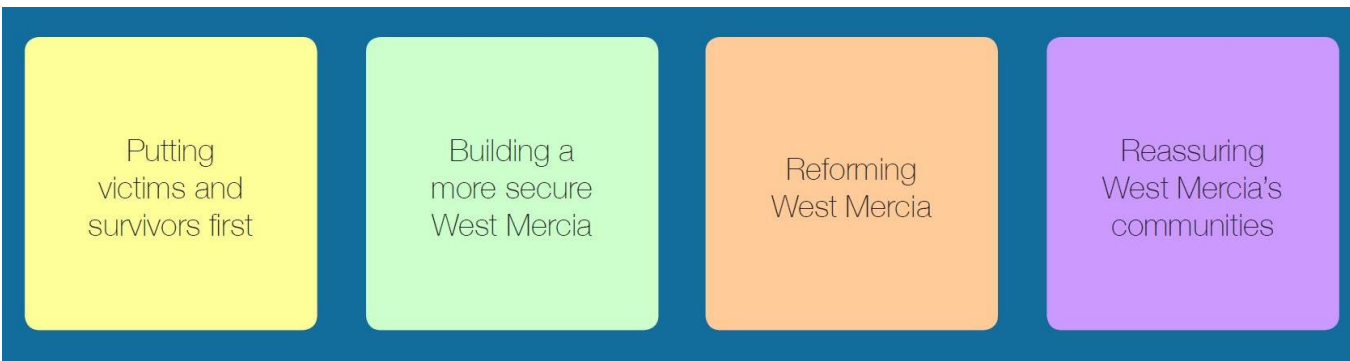 Putting
victims and
survivors first
Building a
more secure
West Mercia
Reforming
West Mercia
Reassuring
West Mercia’s
communities